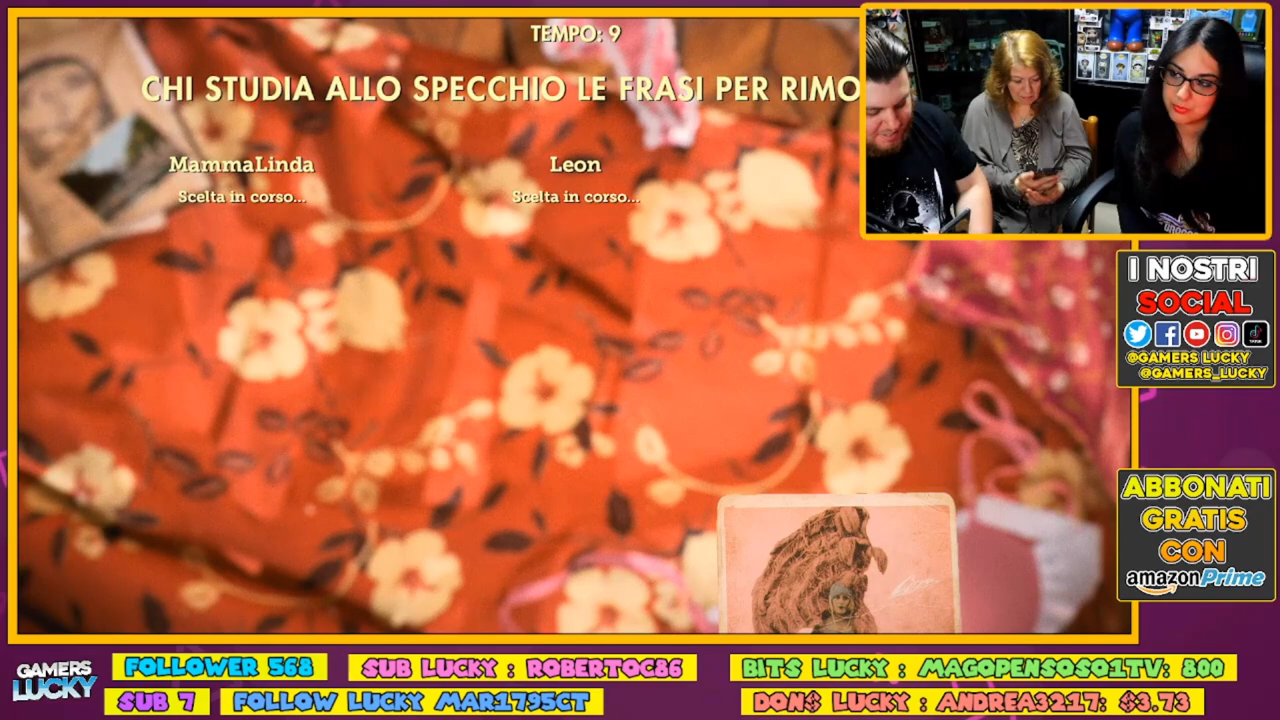 TEMPO: 9
CHI STUDIA ALLO SPECCHIO LE FRASI PER RIMO
MammaLinda
Scelta in corso...
Leon
Scelta in corso...
I NOSTRI
SOCIAL
@GAMERS LUCKY
@GAMERS_LUCKY
ABBONATI
GRATIS
CON
amazonPrime
GAMERS
LUCKY
FOLLOWER 568
SUB LUCKY : ROBERTOC86
BITS LUCKY : MAGOPENSOSO1TV: 800
SUB 7
FOLLOW LUCKY MAR1795CT
DON$ LUCKY : ANDREA3217: $3.73